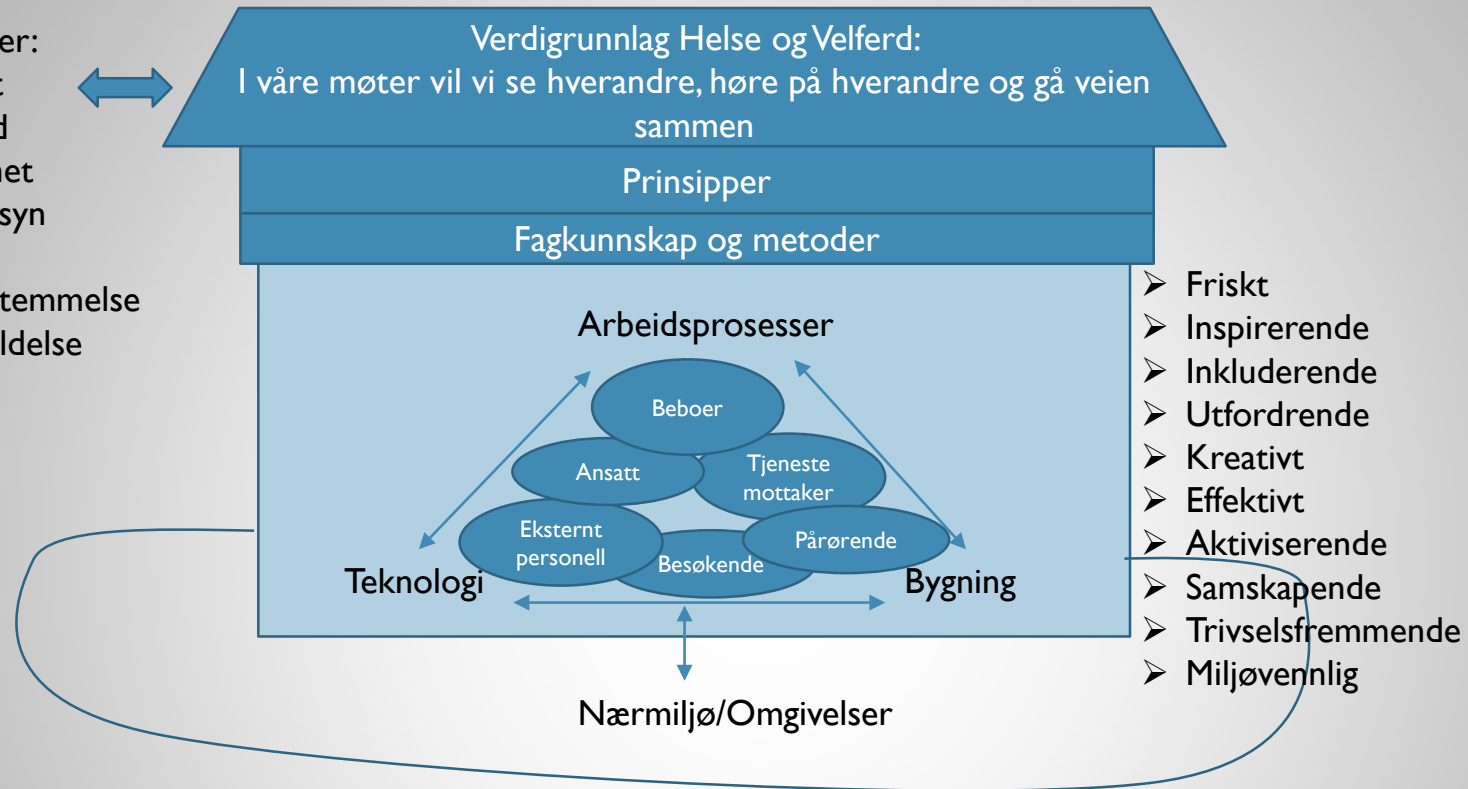 er:
t
d
et
syn
temmelse
ldelse
Verdigrunnlag Helse og Velferd:
I våre møter vil vi se hverandre, høre på hverandre og gå veien
sammen
Prinsipper
Fagkunnskap og metoder
Arbeidsprosesser
Beboer
Ansatt
Tjeneste
mottaker
Eksternt
personell
Besøkende
Pårørende
Teknologi
Bygning
Nærmiljø/Omgivelser
➢ Friskt
➢ Inspirerende
➢ Inkluderende
➢ Utfordrende
➢ Kreativt
➢ Effektivt
➢ Aktiviserende
➢ Samskapende
➢ Trivselsfremmende
➢ Miljøvennlig